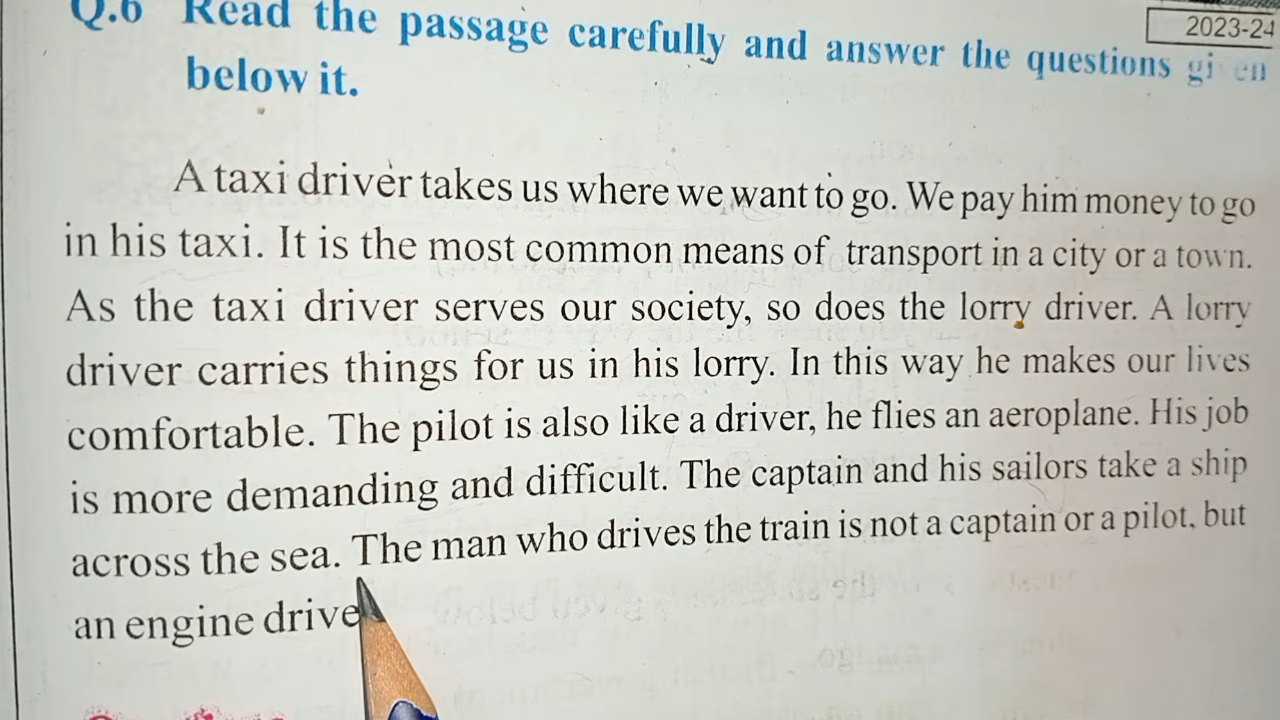 Q.6 Read the passage carefully and answer the questions given
2023-24
below it.
A taxi driver takes us where we want to go. We pay him money to go
in his taxi. It is the most common means of transport in a city or a town.
As the taxi driver serves our society, so does the lorry driver. A lorry
driver carries things for us in his lorry. In this way he makes our lives
comfortable. The pilot is also like a driver, he flies an aeroplane. His job
is more demanding and difficult. The captain and his sailors take a ship
across the sea. The man who drives the train is not a captain or a pilot, but
an engine drive